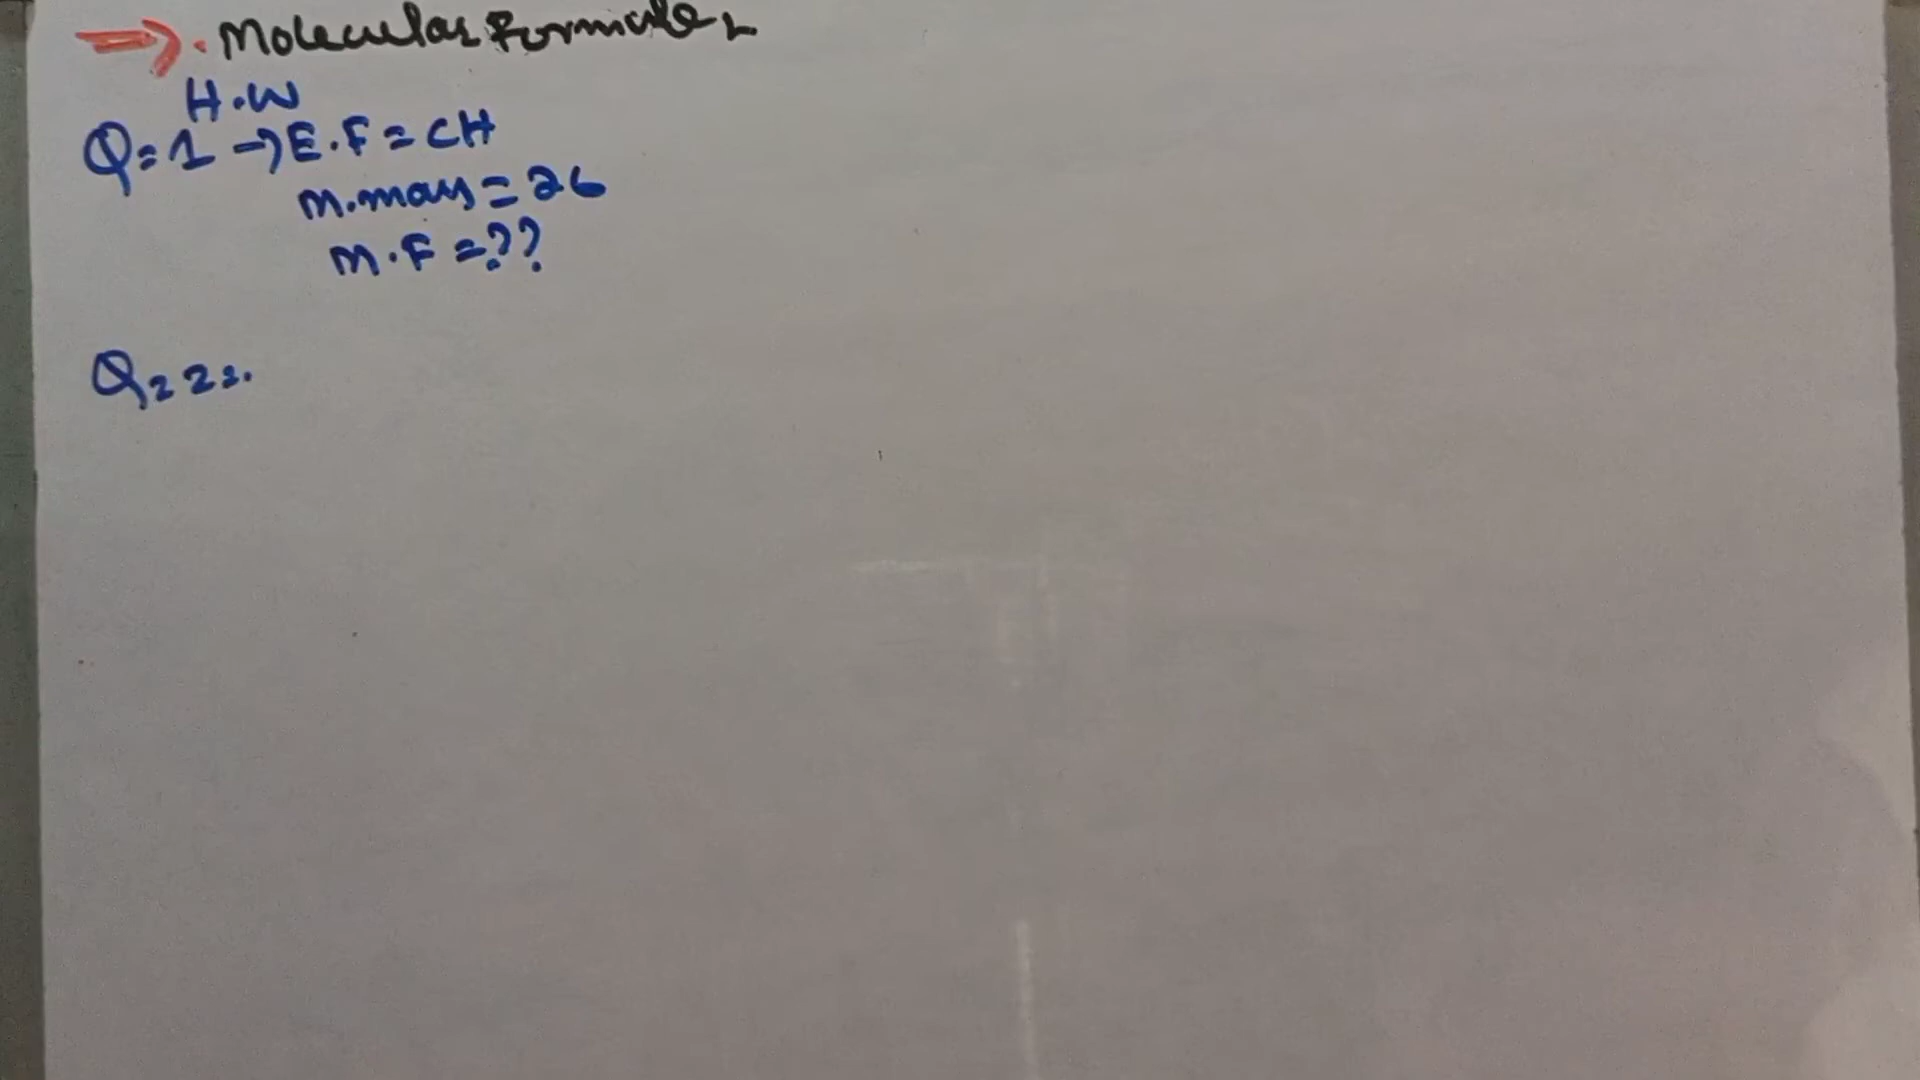 →. Molecular Formula
H.W
Q=1 → E.F = CH
M.mass = 26
M.F = ??
Q=2: